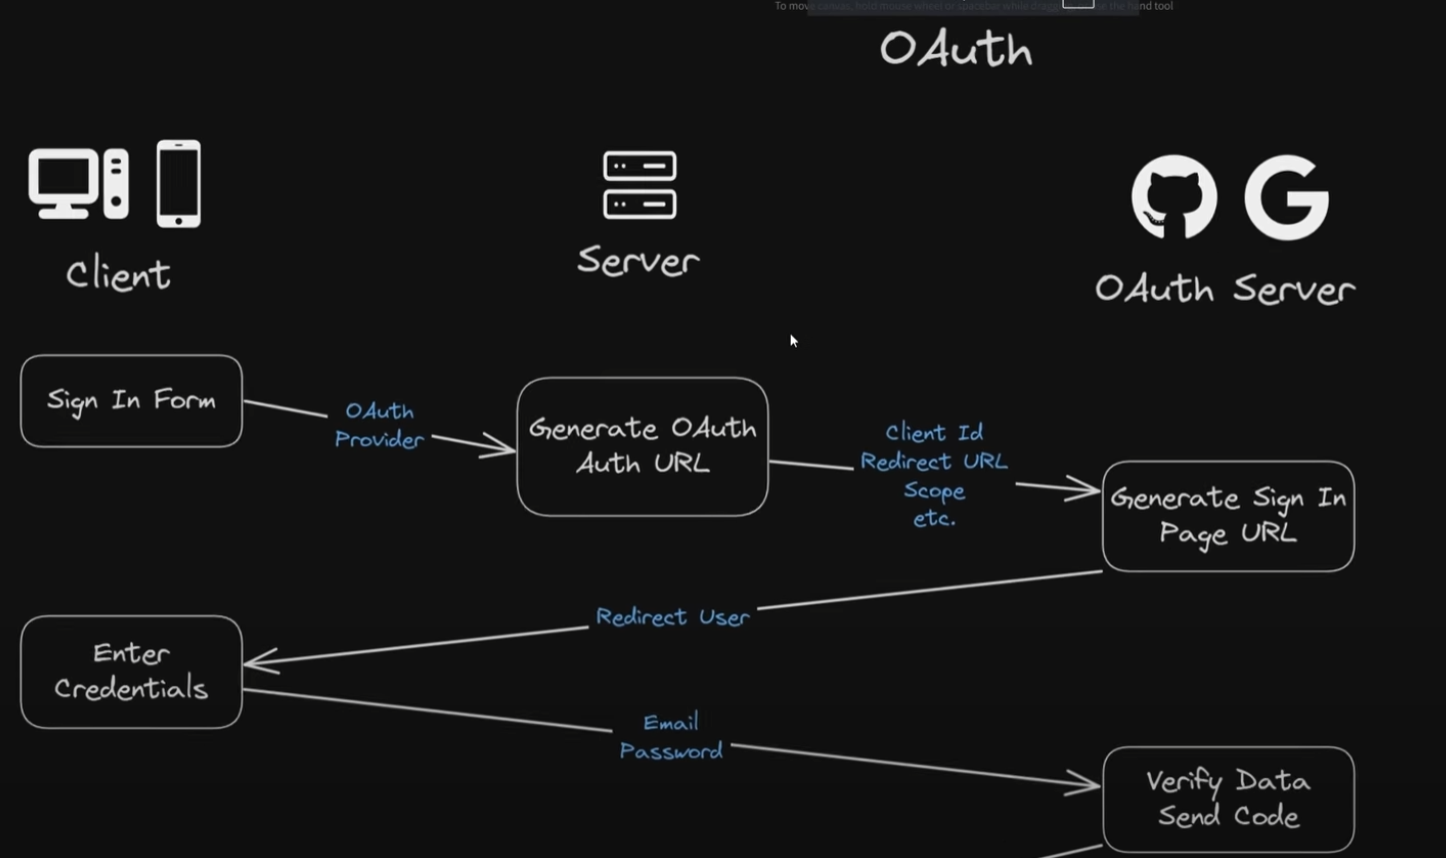 To move canvas, hold mouse wheel or spacebar while dragging, or use the hand tool
OAuth
Client
Server
OAuth Server
Sign In Form
OAuth
Provider
Generate OAuth
Auth URL
Client Id
Redirect URL
Scope
etc.
Generate Sign In
Page URL
Redirect User
Enter
Credentials
Email
Password
Verify Data
Send Code